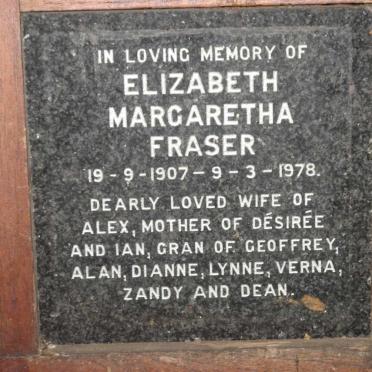 IN LOVING MEMORY OF
ELIZABETH
MARGARETHA
FRASER
19-9-1907-9-3-1978.
DEARLY LOVED WIFE OF
ALEX, MOTHER OF DÉSIRÉE
AND IAN, GRAN OF GEOFFREY,
ALAN, DIANNE, LYNNE, VERNA,
ZANDY AND DEAN.